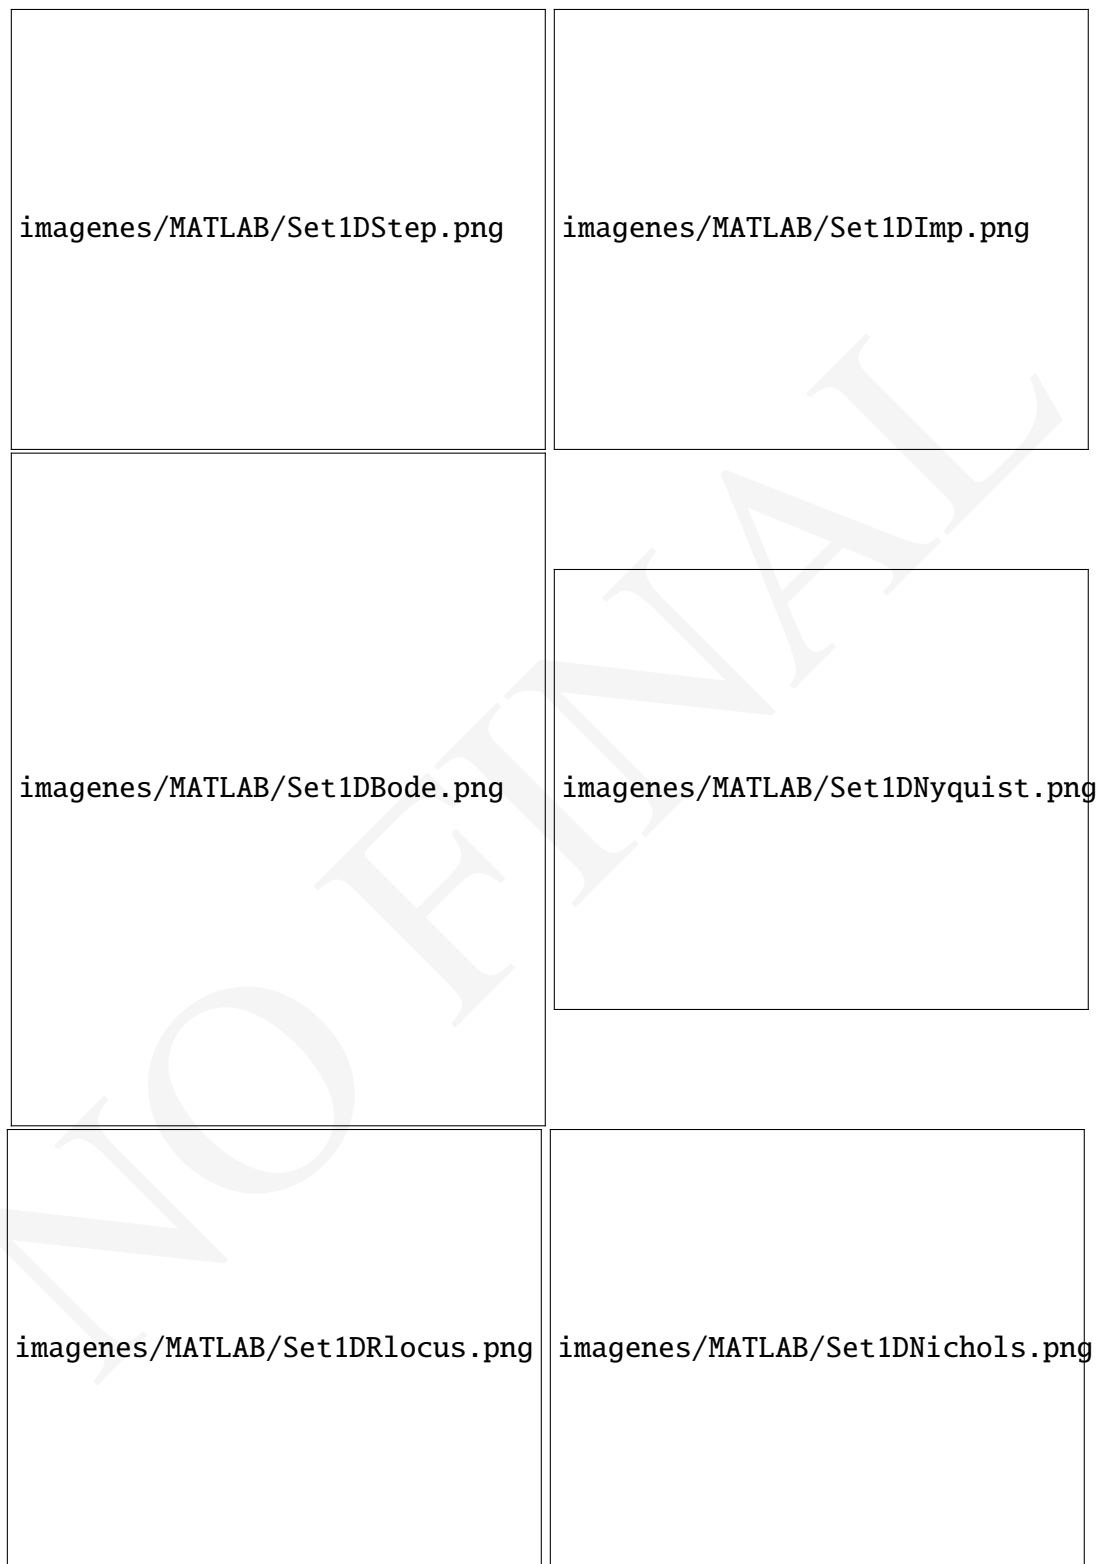 imagenes/MATLAB/Set1DStep.png
imagenes/MATLAB/Set1DImp.png
imagenes/MATLAB/Set1DBode.png
imagenes/MATLAB/Set1DNyquist.png
imagenes/MATLAB/Set1DRlocus.png
imagenes/MATLAB/Set1DNichols.png
NO FINAL